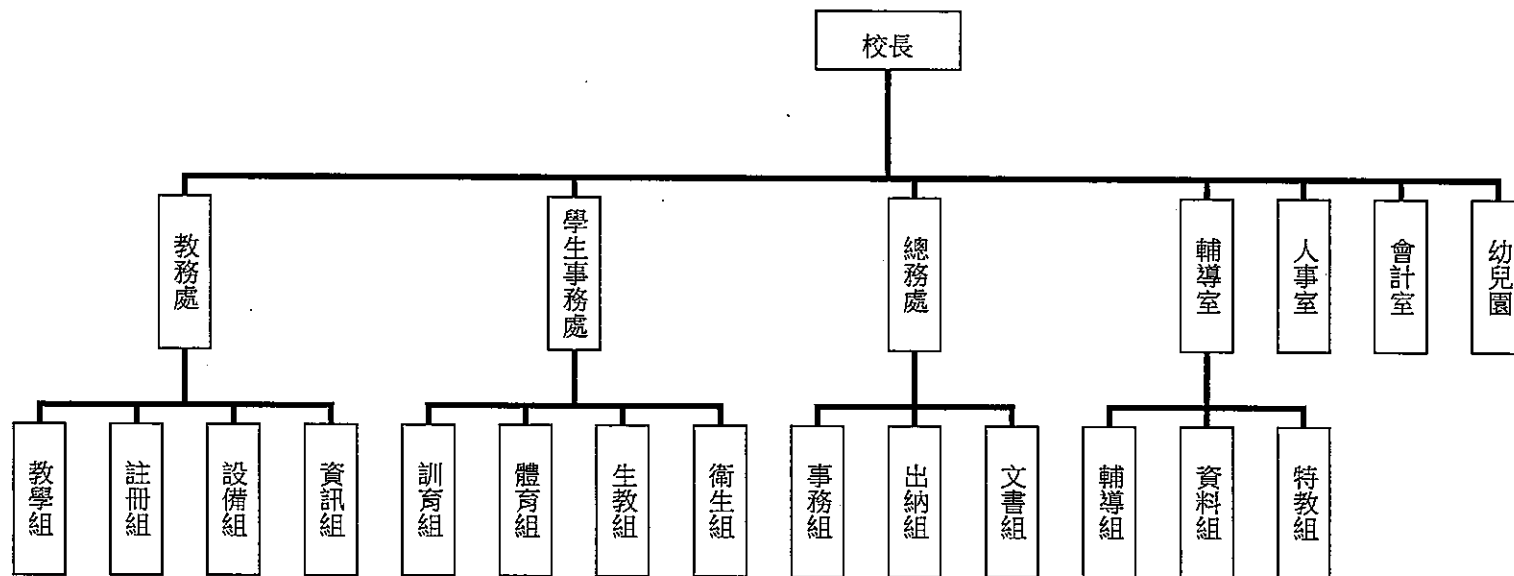 校長
教務處
學生事務處
總務處
輔導室
人事室
會計室
幼兒園
教學組
註冊組
設備組
資訊組
訓育組
體育組
生教組
衛生組
事務組
出納組
文書組
輔導組
資料組
特教組